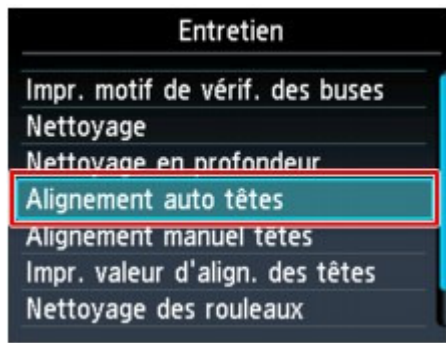 Entretien
Impr. motif de vérif. des buses
Nettoyage
Nettoyage en profondeur
Alignement auto têtes
Alignement manuel têtes
Impr. valeur d'align. des têtes
Nettoyage des rouleaux